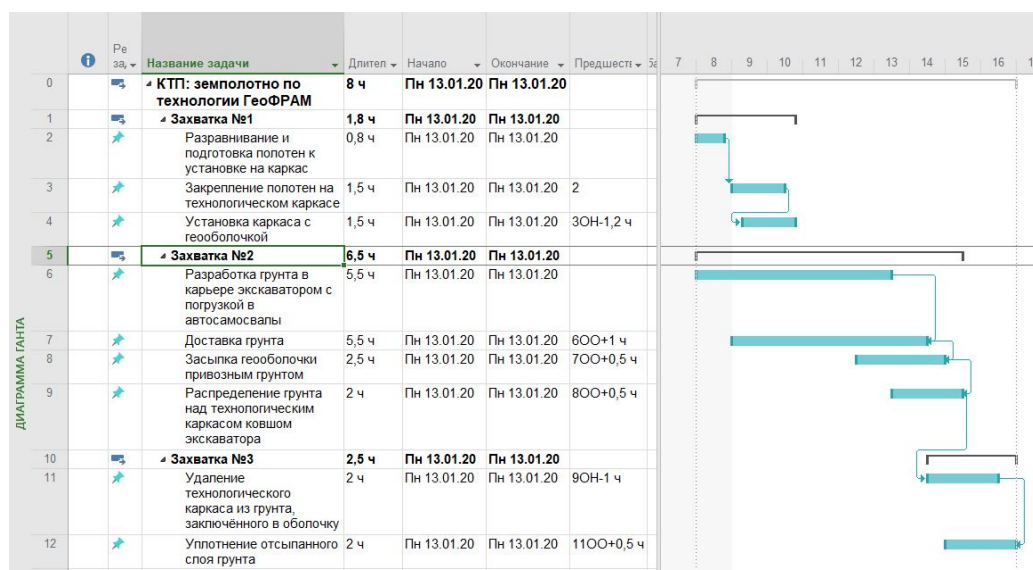 Ре
за,
Название задачи
Длител
Начало
Окончание
Предшест
7 8 9 10 11 12 13 14 15 16 1
0 КТП: земполотно по 8 ч Пн 13.01.20 Пн 13.01.20
технологии ГеоФРАМ
1 Захватка №1 1,8 ч Пн 13.01.20 Пн 13.01.20
2 Разравнивание и 0,8 ч Пн 13.01.20 Пн 13.01.20
подготовка полотен к
установке на каркас
3 Закрепление полотен на 1,5 ч Пн 13.01.20 Пн 13.01.20 2
технологическом каркасе
4 Установка каркаса с 1,5 ч Пн 13.01.20 Пн 13.01.20 3ОН-1,2 ч
геооболочкой
5 Захватка №2 6,5 ч Пн 13.01.20 Пн 13.01.20
6 Разработка грунта в 5,5 ч Пн 13.01.20 Пн 13.01.20
карьере экскаватором с
погрузкой в
автосамосвалы
7 Доставка грунта 5,5 ч Пн 13.01.20 Пн 13.01.20 6ОО+1 ч
8 Засыпка геооболочки 2,5 ч Пн 13.01.20 Пн 13.01.20 7ОО+0,5 ч
привозным грунтом
9 Распределение грунта 2 ч Пн 13.01.20 Пн 13.01.20 8ОО+0,5 ч
над технологическим
каркасом ковшом
экскаватора
10 Захватка №3 2,5 ч Пн 13.01.20 Пн 13.01.20
11 Удаление 2 ч Пн 13.01.20 Пн 13.01.20 9ОН-1 ч
технологического
каркаса из грунта,
заключённого в оболочку
12 Уплотнение отсыпанного 2 ч Пн 13.01.20 Пн 13.01.20 11ОО+0,5 ч
слоя грунта
ДИАГРАММА ГАНТА